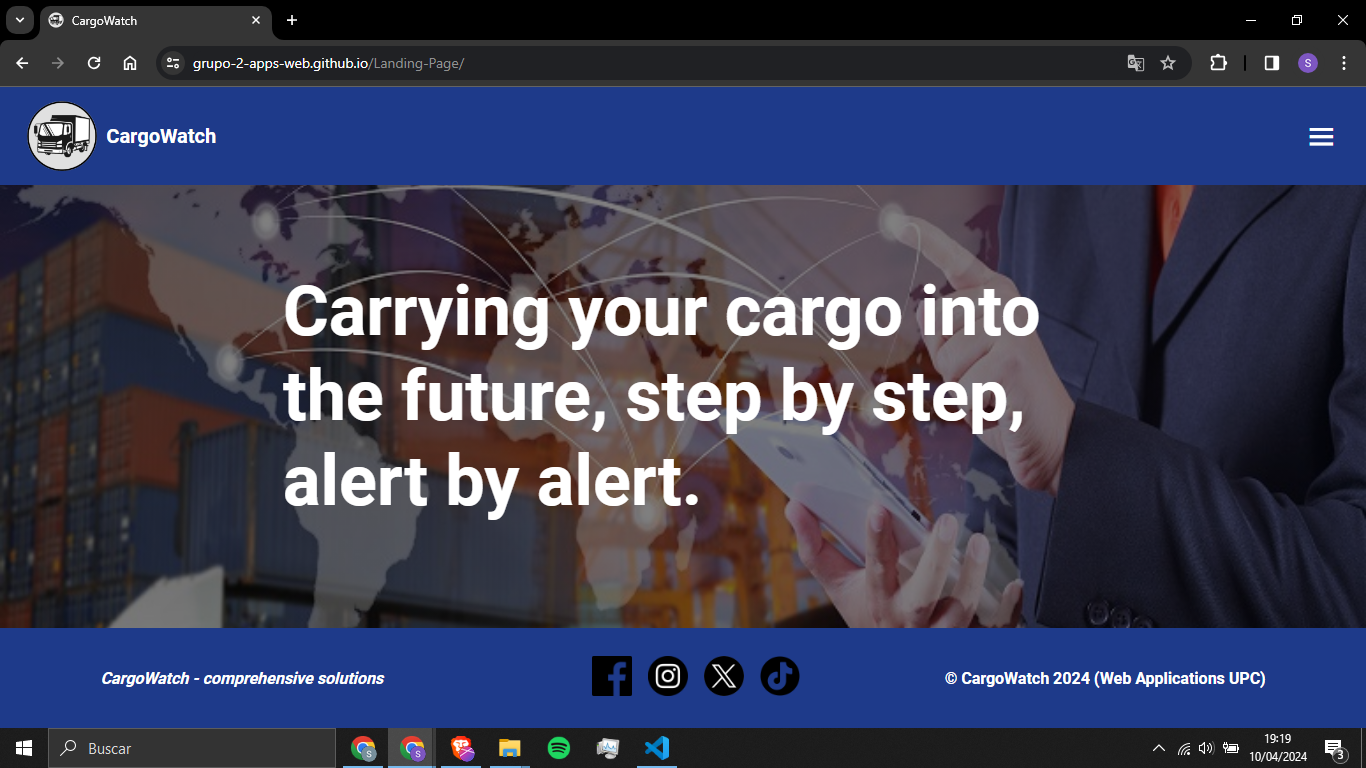 CargoWatch
grupo-2-apps-web.github.io/Landing-Page/
S
CargoWatch
Carrying your cargo into
the future, step by step,
alert by alert.
CargoWatch - comprehensive solutions
© CargoWatch 2024 (Web Applications UPC)
Buscar
S
S
19:19
10/04/2024
3